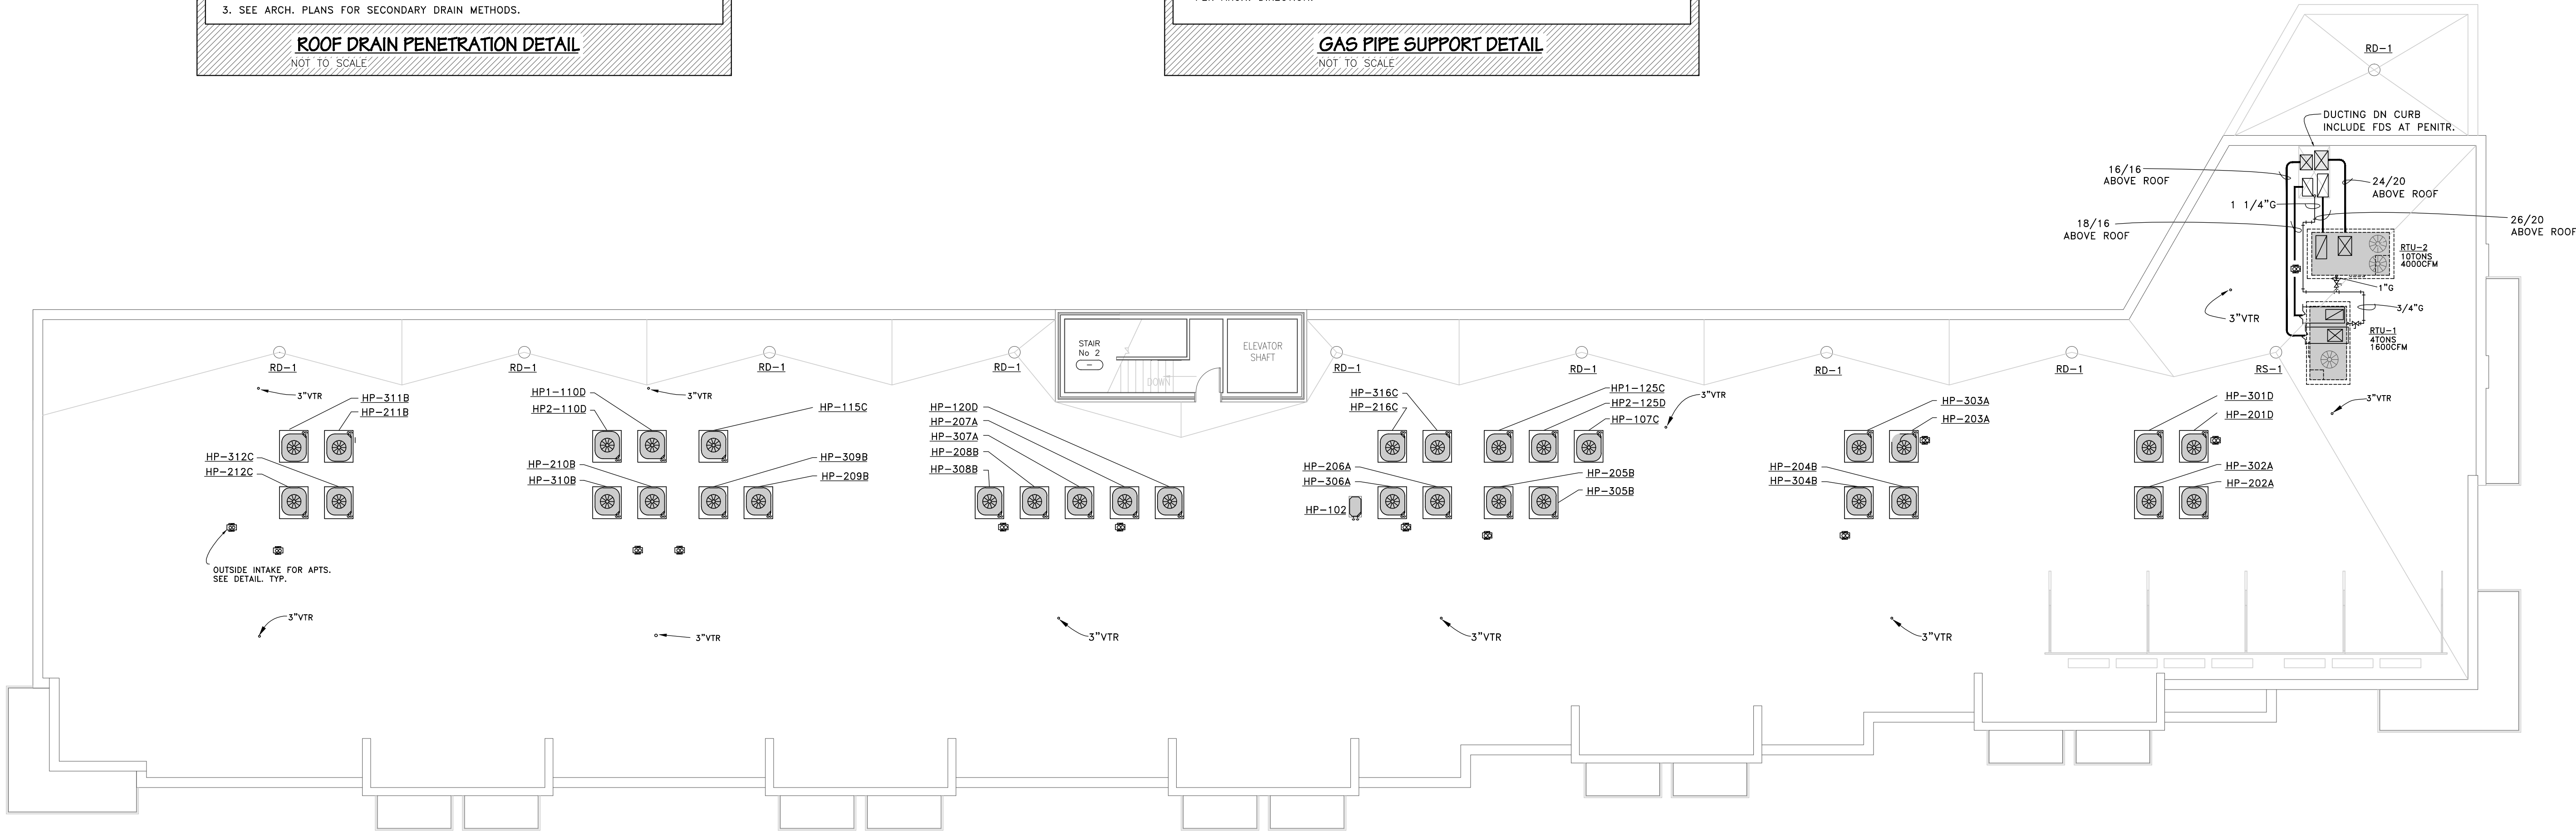 3. SEE ARCH. PLANS FOR SECONDARY DRAIN METHODS.
ROOF DRAIN PENETRATION DETAIL
NOT TO SCALE
GAS PIPE SUPPORT DETAIL
NOT TO SCALE
RD-1
DUCTING DN CURB
INCLUDE FDS AT PENITR.
16/16
ABOVE ROOF
24/20
ABOVE ROOF
1 1/4"G
18/16
ABOVE ROOF
26/20
ABOVE ROOF
RTU-2
10TONS
4000CFM
1"G
3/4"G
3"VTR
RTU-1
4TONS
1600CFM
STAIR
No 2
DOWN
ELEVATOR
SHAFT
RD-1
RD-1
RD-1
RD-1
RD-1
RD-1
RD-1
RD-1
RS-1
3"VTR
HP-311B
HP-211B
HP-312C
HP-212C
HP1-110D
HP2-110D
3"VTR
HP-115C
HP-210B
HP-310B
HP-309B
HP-209B
HP-120D
HP-207A
HP-307A
HP-208B
HP-308B
HP-316C
HP-216C
HP1-125C
HP2-125D
HP-107C
3"VTR
HP-206A
HP-306A
HP-102
HP-205B
HP-305B
HP-303A
HP-203A
HP-204B
HP-304B
HP-301D
HP-201D
HP-302A
HP-202A
3"VTR
OUTSIDE INTAKE FOR APTS.
SEE DETAIL. TYP.
3"VTR
3"VTR
3"VTR
3"VTR
3"VTR